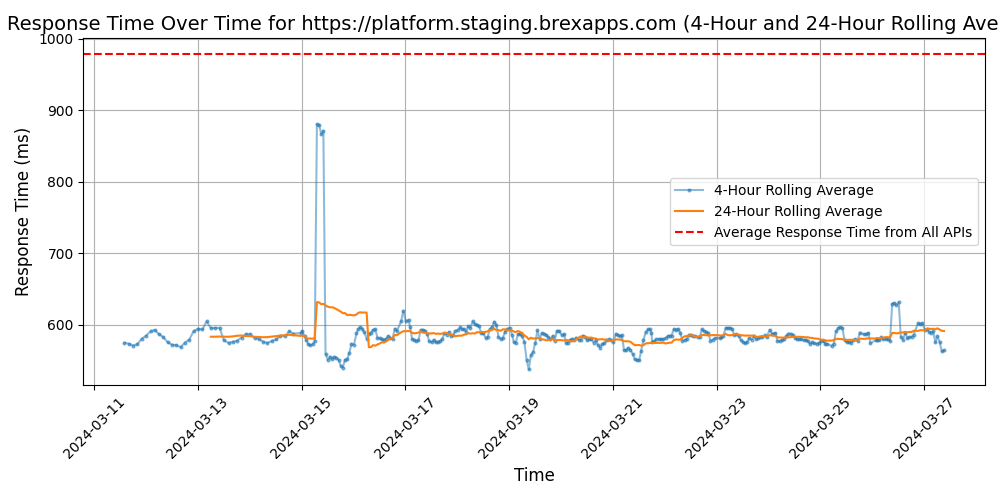 Response Time Over Time for https://platform.staging.brexapps.com (4-Hour and 24-Hour Rolling Ave
Response Time (ms)
1000
900
800
700
600
4-Hour Rolling Average
24-Hour Rolling Average
Average Response Time from All APIs
2024-03-11
2024-03-13
2024-03-15
2024-03-17
2024-03-19
2024-03-21
2024-03-23
2024-03-25
2024-03-27
Time